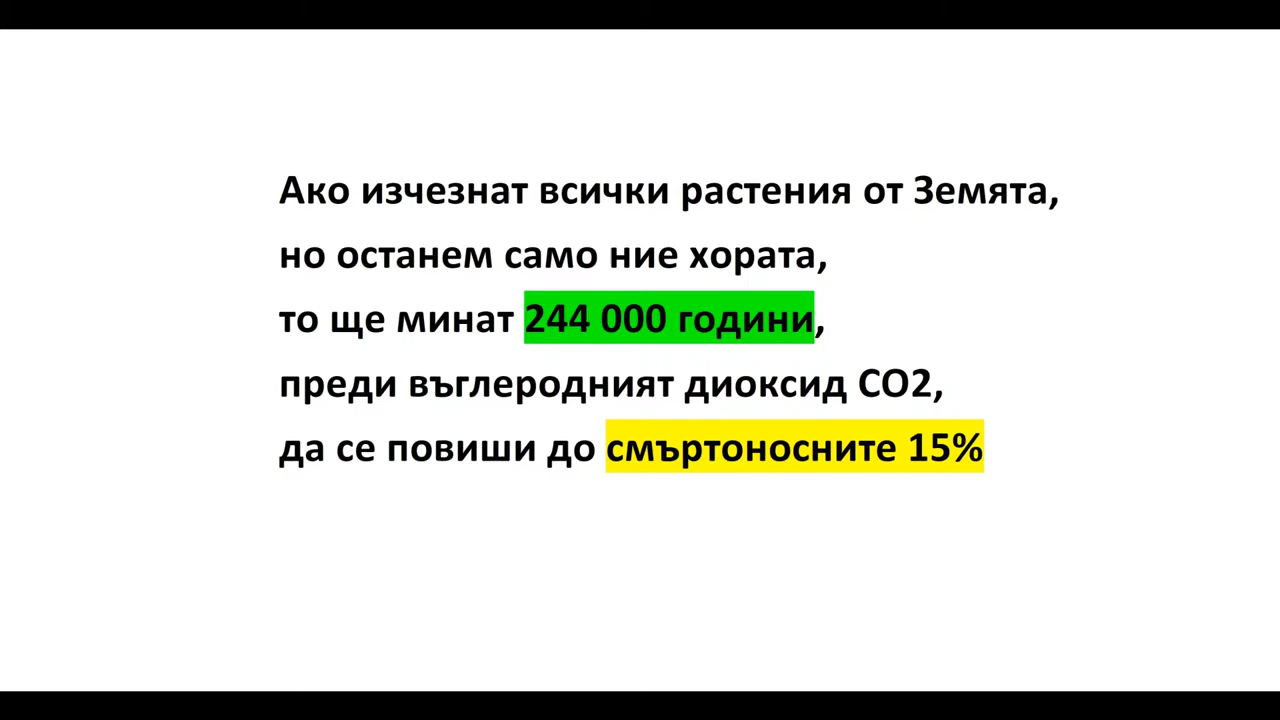 Ако изчезнат всички растения от Земята,
но останем само ние хората,
то ще минат 244 000 години,
преди въглеродният диоксид CO2,
да се повиши до смъртоносните 15%